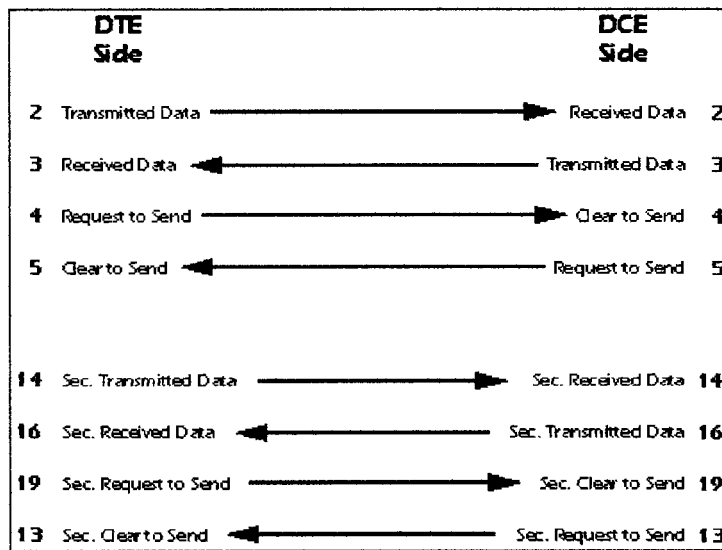 DTE DCE
Side Side
2 Transmitted Data Received Data 2
3 Received Data Transmitted Data 3
4 Request to Send Clear to Send 4
5 Clear to Send Request to Send 5
14 Sec. Transmitted Data Sec. Received Data 14
16 Sec. Received Data Sec. Transmitted Data 16
19 Sec. Request to Send Sec. Clear to Send 19
13 Sec. Clear to Send Sec. Request to Send 13